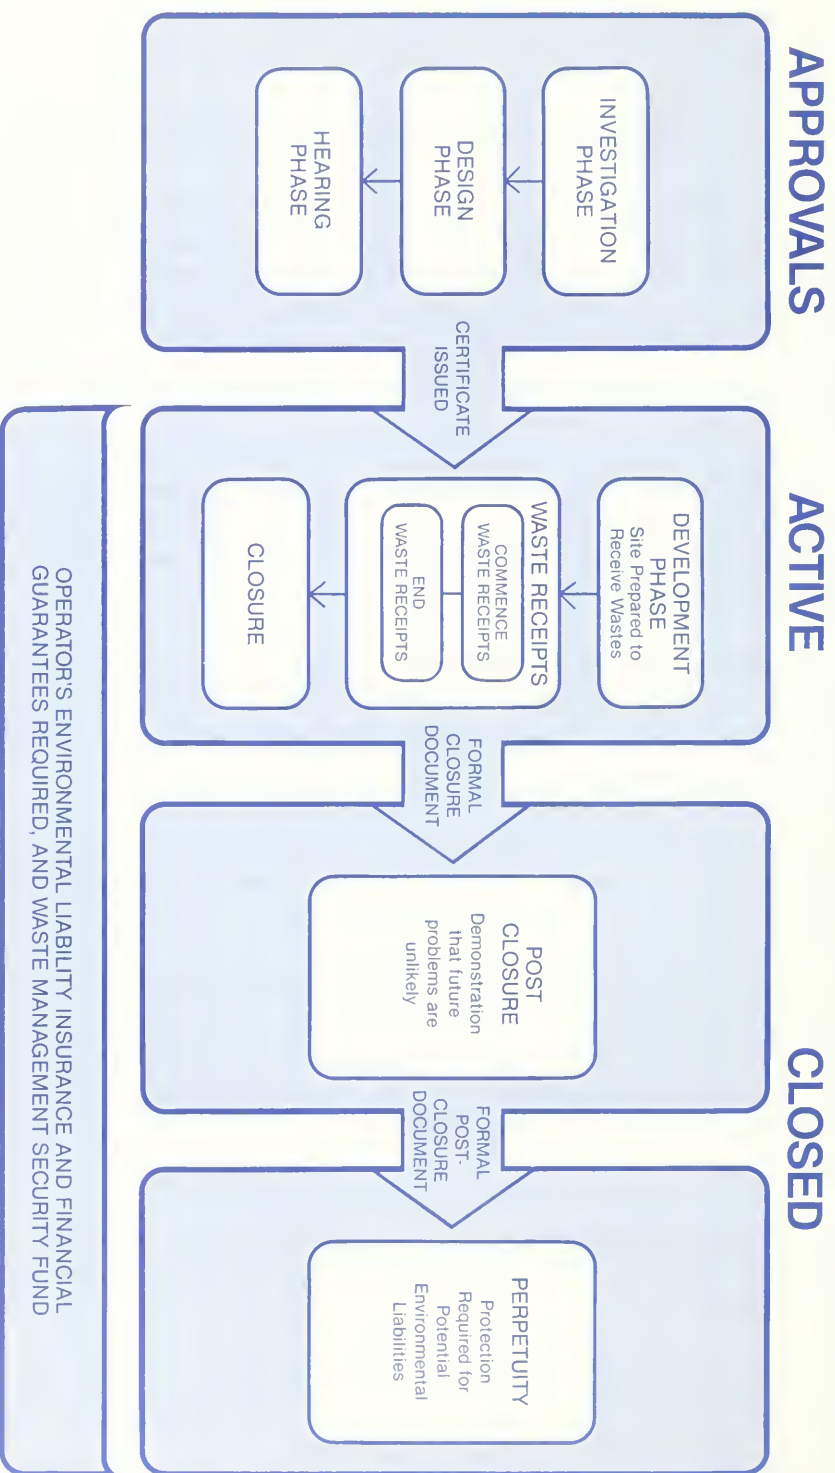 APPROVALS
INVESTIGATION
PHASE
DESIGN
PHASE
HEARING
PHASE
CERTIFICATE
ISSUED
ACTIVE
DEVELOPMENT
PHASE
Site Prepared to
Receive Wastes
WASTE RECEIPTS
COMMENCE
WASTE RECEIPTS
END
WASTE RECEIPTS
CLOSURE
FORMAL
CLOSURE
DOCUMENT
CLOSED
POST
CLOSURE
Demonstration
that future
problems are
unlikely
FORMAL
POST-
CLOSURE
DOCUMENT
PERPETUITY
Protection
Required for
Potential
Environmental
Liabilities
OPERATOR'S ENVIRONMENTAL LIABILITY INSURANCE AND FINANCIAL
GUARANTEES REQUIRED, AND WASTE MANAGEMENT SECURITY FUND